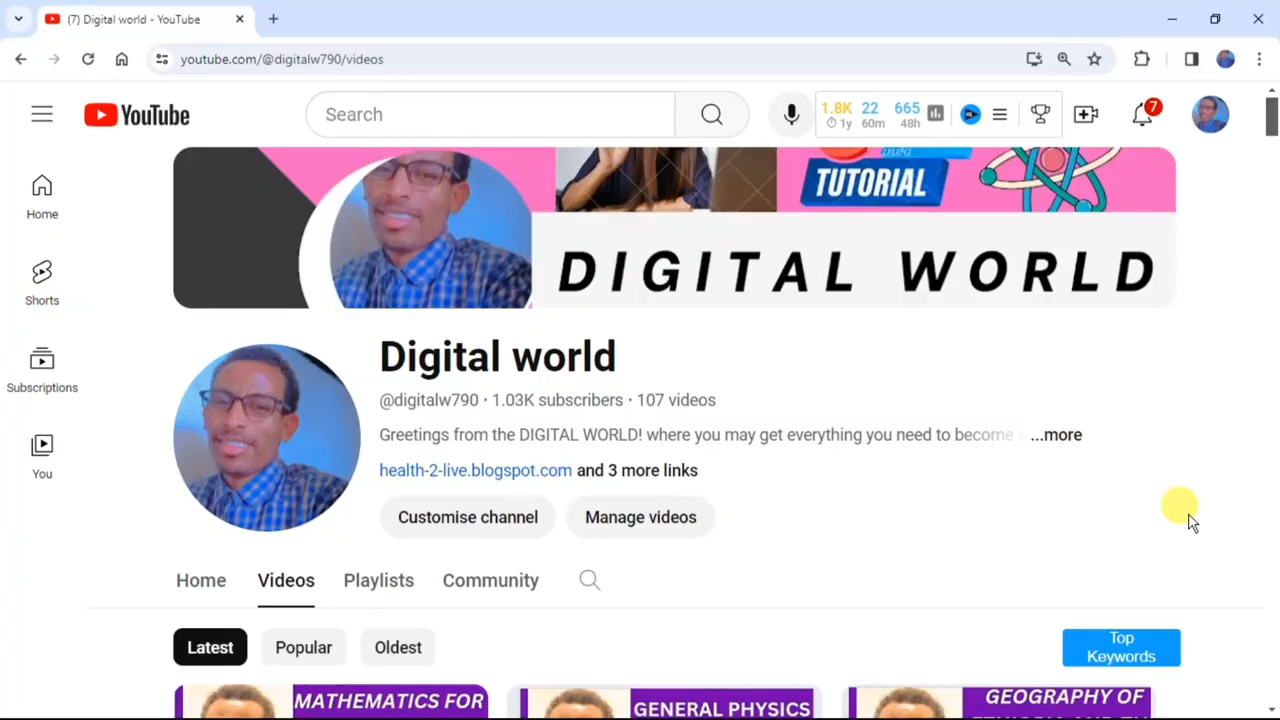 (7) Digital world - YouTube
youtube.com/@digitalw790/videos
YouTube
Search
1.8K 22 665
1y 60m 48h
7
Home
Shorts
Subscriptions
You
TUTORIAL
DIGITAL WORLD
Digital world
@digitalw790 · 1.03K subscribers · 107 videos
Greetings from the DIGITAL WORLD! where you may get everything you need to become ...more
health-2-live.blogspot.com and 3 more links
Customise channel Manage videos
Home Videos Playlists Community
Latest Popular Oldest
Top
Keywords
MATHEMATICS FOR
GENERAL PHYSICS
GEOGRAPHY OF